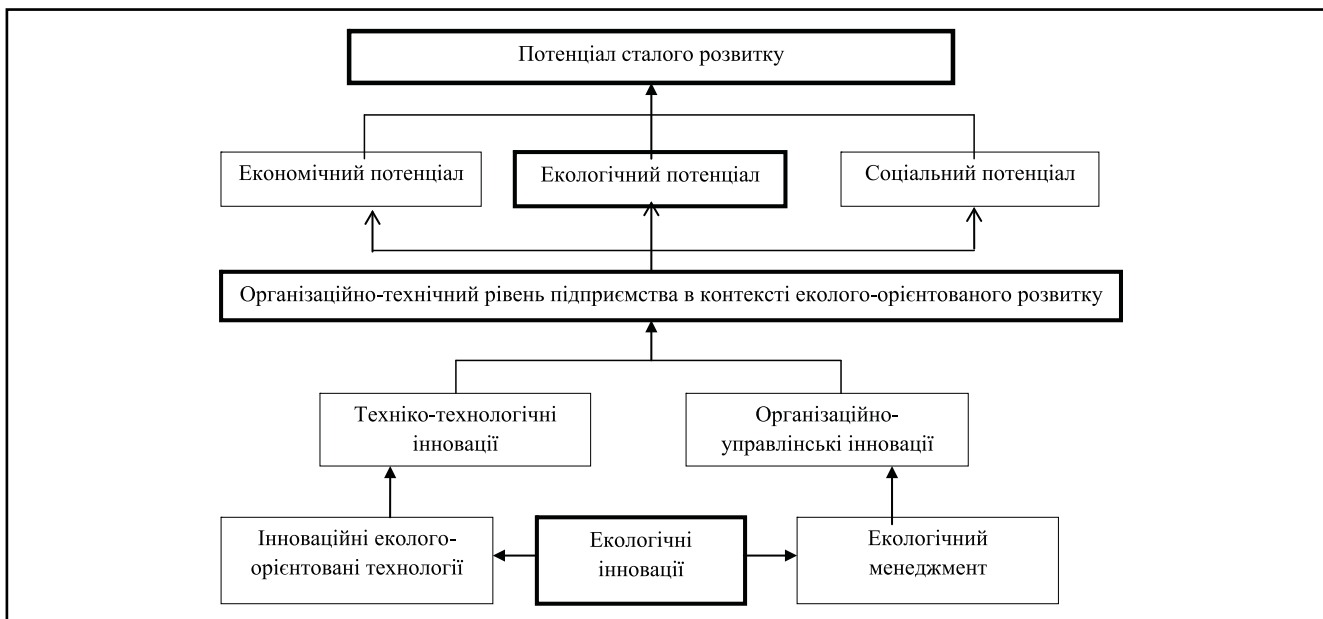 Потенціал сталого розвитку
Економічний потенціал
Екологічний потенціал
Соціальний потенціал
Організаційно-технічний рівень підприємства в контексті еколого-орієнтованого розвитку
Техніко-технологічні
інновації
Організаційно-
управлінські інновації
Інноваційні еколого-
орієнтовані технології
Екологічні
інновації
Екологічний
менеджмент